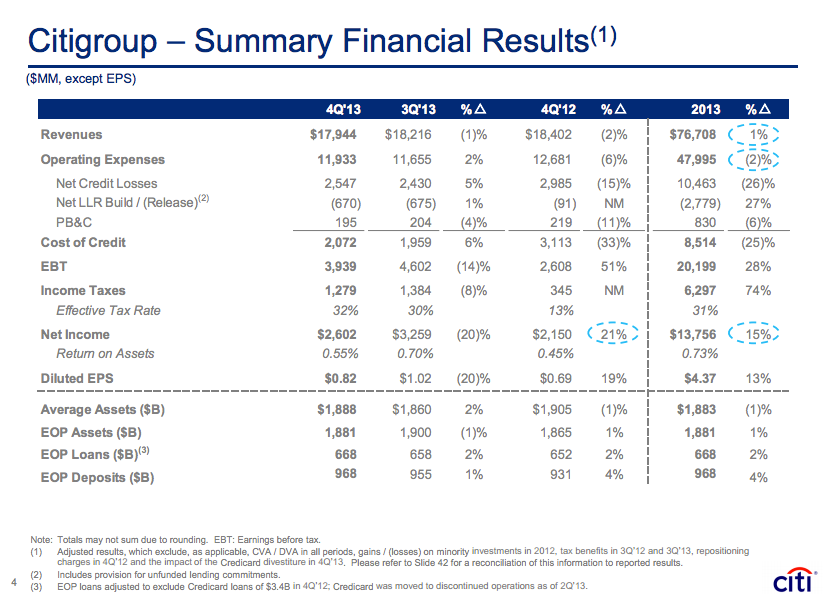 Citigroup – Summary Financial Results(1)
($MM, except EPS)
4Q'13 3Q'13 % △ 4Q'12 % △ 2013 % △
Revenues $17,944 $18,216 (1)% $18,402 (2)% $76,708 1%
Operating Expenses 11,933 11,655 2% 12,681 (6)% 47,995 (2)%
Net Credit Losses 2,547 2,430 5% 2,985 (15)% 10,463 (26)%
Net LLR Build / (Release)(2) (670) (675) 1% (91) NM (2,779) 27%
PB&C 195 204 (4)% 219 (11)% 830 (6)%
Cost of Credit 2,072 1,959 6% 3,113 (33)% 8,514 (25)%
EBT 3,939 4,602 (14)% 2,608 51% 20,199 28%
Income Taxes 1,279 1,384 (8)% 345 NM 6,297 74%
Effective Tax Rate 32% 30% 13% 31%
Net Income $2,602 $3,259 (20)% $2,150 21% $13,756 15%
Return on Assets 0.55% 0.70% 0.45% 0.73%
Diluted EPS $0.82 $1.02 (20)% $0.69 19% $4.37 13%
Average Assets ($B) $1,888 $1,860 2% $1,905 (1)% $1,883 (1)%
EOP Assets ($B) 1,881 1,900 (1)% 1,865 1% 1,881 1%
EOP Loans ($B)(3) 668 658 2% 652 2% 668 2%
EOP Deposits ($B) 968 955 1% 931 4% 968 4%
Note: Totals may not sum due to rounding. EBT: Earnings before tax.
(1) Adjusted results, which exclude, as applicable, CVA / DVA in all periods, gains / (losses) on minority investments in 2012, tax benefits in 3Q'12 and 3Q'13, repositioning
charges in 4Q'12 and the impact of the Credicard divestiture in 4Q'13. Please refer to Slide 42 for a reconciliation of this information to reported results.
(2) Includes provision for unfunded lending commitments.
(3) EOP loans adjusted to exclude Credicard loans of $3.4B in 4Q'12; Credicard was moved to discontinued operations as of 2Q'13.
4
citi®